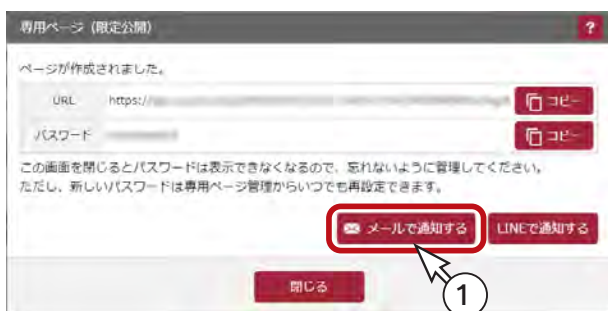 専用ページ（限定公開）
?
ページが作成されました。
URL https:/
コピー
パスワード
コピー
この画面を閉じるとパスワードは表示できなくなるので、忘れないように管理してください。
ただし、新しいパスワードは専用ページ管理からいつでも再設定できます。
メールで通知する
LINEで通知する
閉じる
1